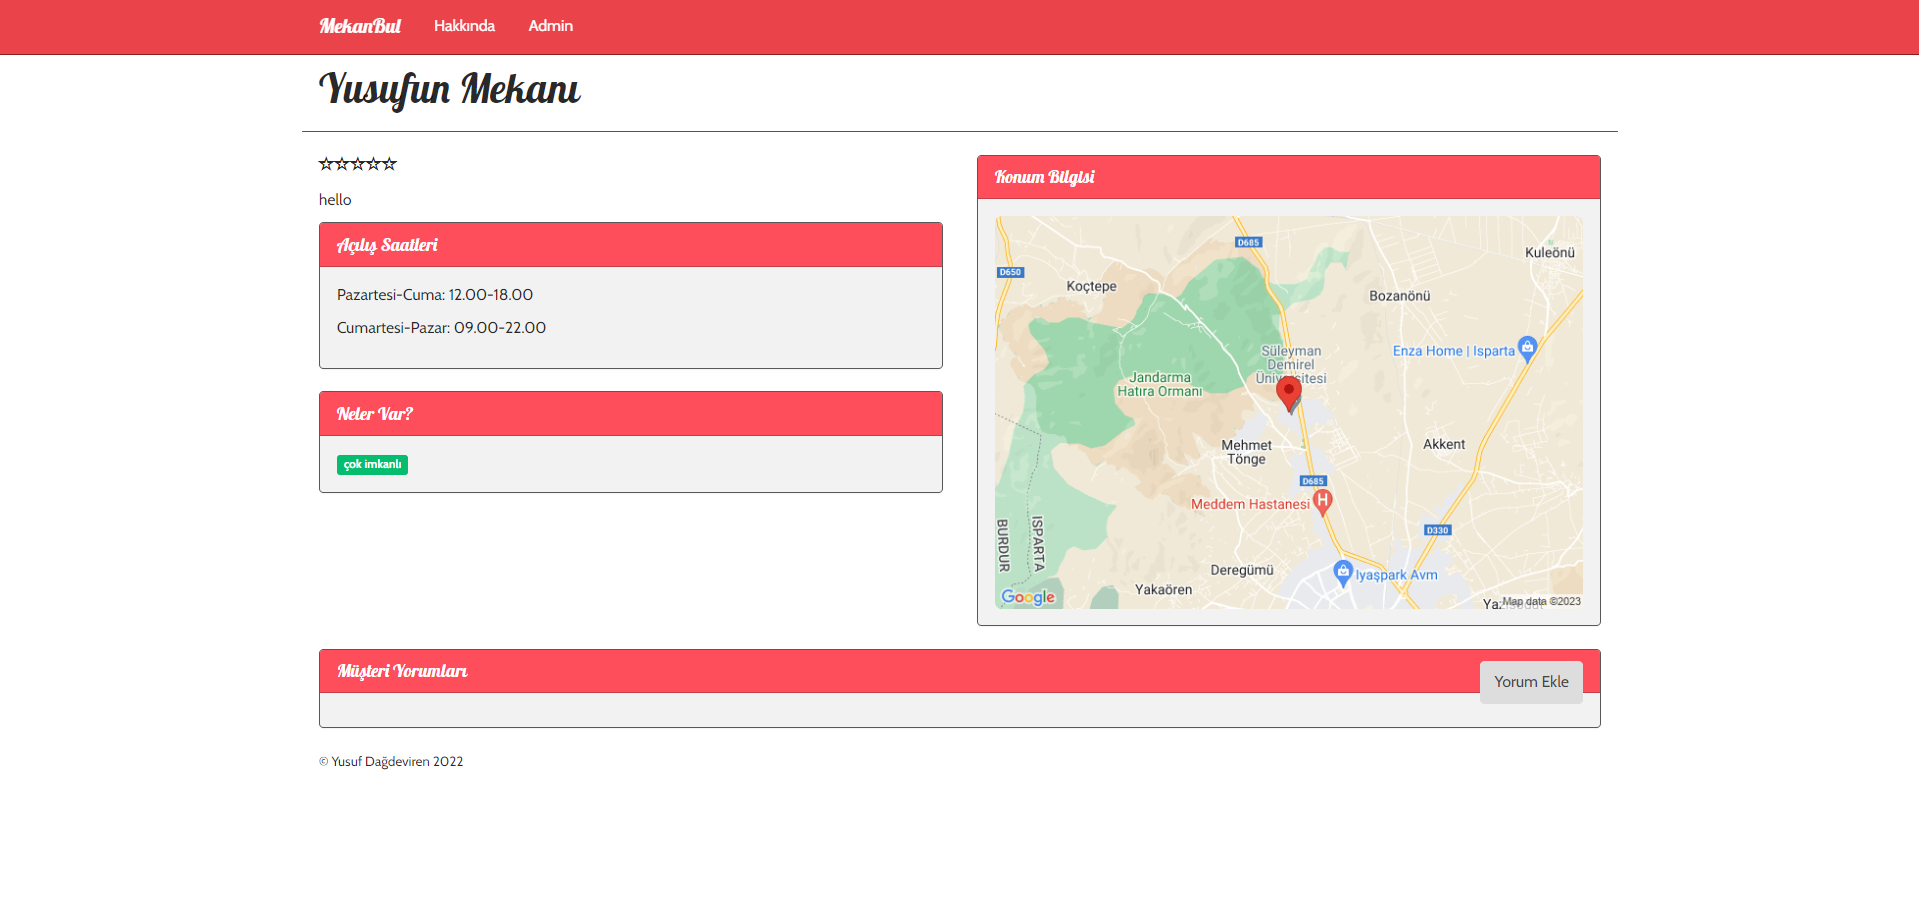 MekanBul Hakkında Admin
Yusufun Mekanı
☆☆☆☆☆
hello
Açılış Saatleri
Pazartesi-Cuma: 12.00-18.00
Cumartesi-Pazar: 09.00-22.00
Neler Var?
çok imkanlı
Konum Bilgisi
D685
Kuleönü
D650
Koçtepe
Bozanönü
Süleyman
Demirel
Üniversitesi
Enza Home | Isparta
Jandarma
Hatıra Ormanı
Mehmet
Tönge
Akkent
D685
Meddem Hastanesi
H
D330
BURDUR
ISPARTA
Deregümü
Iyaşpark Avm
Yakaören
Google
Map data ©2023
Müşteri Yorumları
Yorum Ekle
© Yusuf Dağdeviren 2022